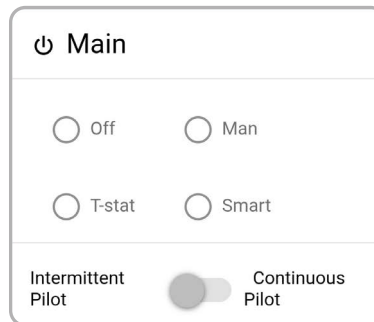 Main
Off
Man
T-stat
Smart
Intermittent
Pilot
Continuous
Pilot